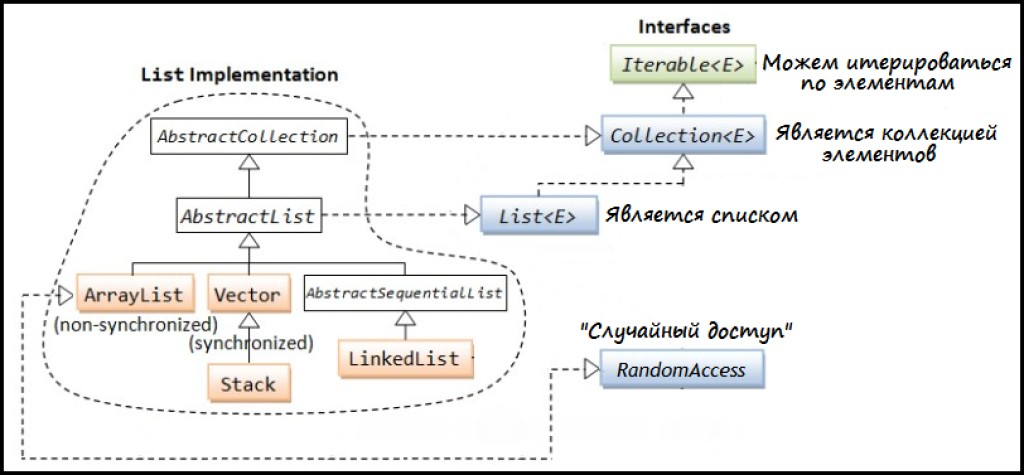 Interfaces
List Implementation
Iterable<E>
Можем итерироваться
по элементам
AbstractCollection
Collection<E>
Является коллекцией
элементов
AbstractList
List<E>
Является списком
ArrayList
Vector
AbstractSequentialList
(non-synchronized)
(synchronized)
LinkedList
Stack
"Случайный доступ"
RandomAccess